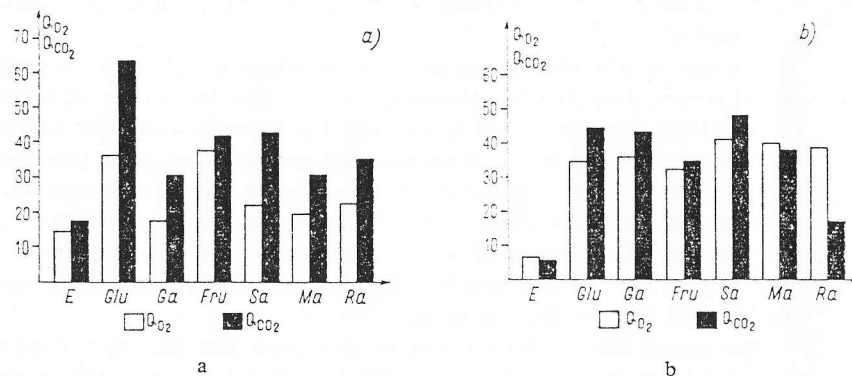 Q_O2
Q_CO2
a)
70
60
50
40
30
20
10
E Glu Ga Fru Sa Ma Ra
Q_O2 Q_CO2
a
Q_O2
Q_CO2
b)
60
50
40
30
20
10
E Glu Ga Fru Sa Ma Ra
Q_O2 Q_CO2
b